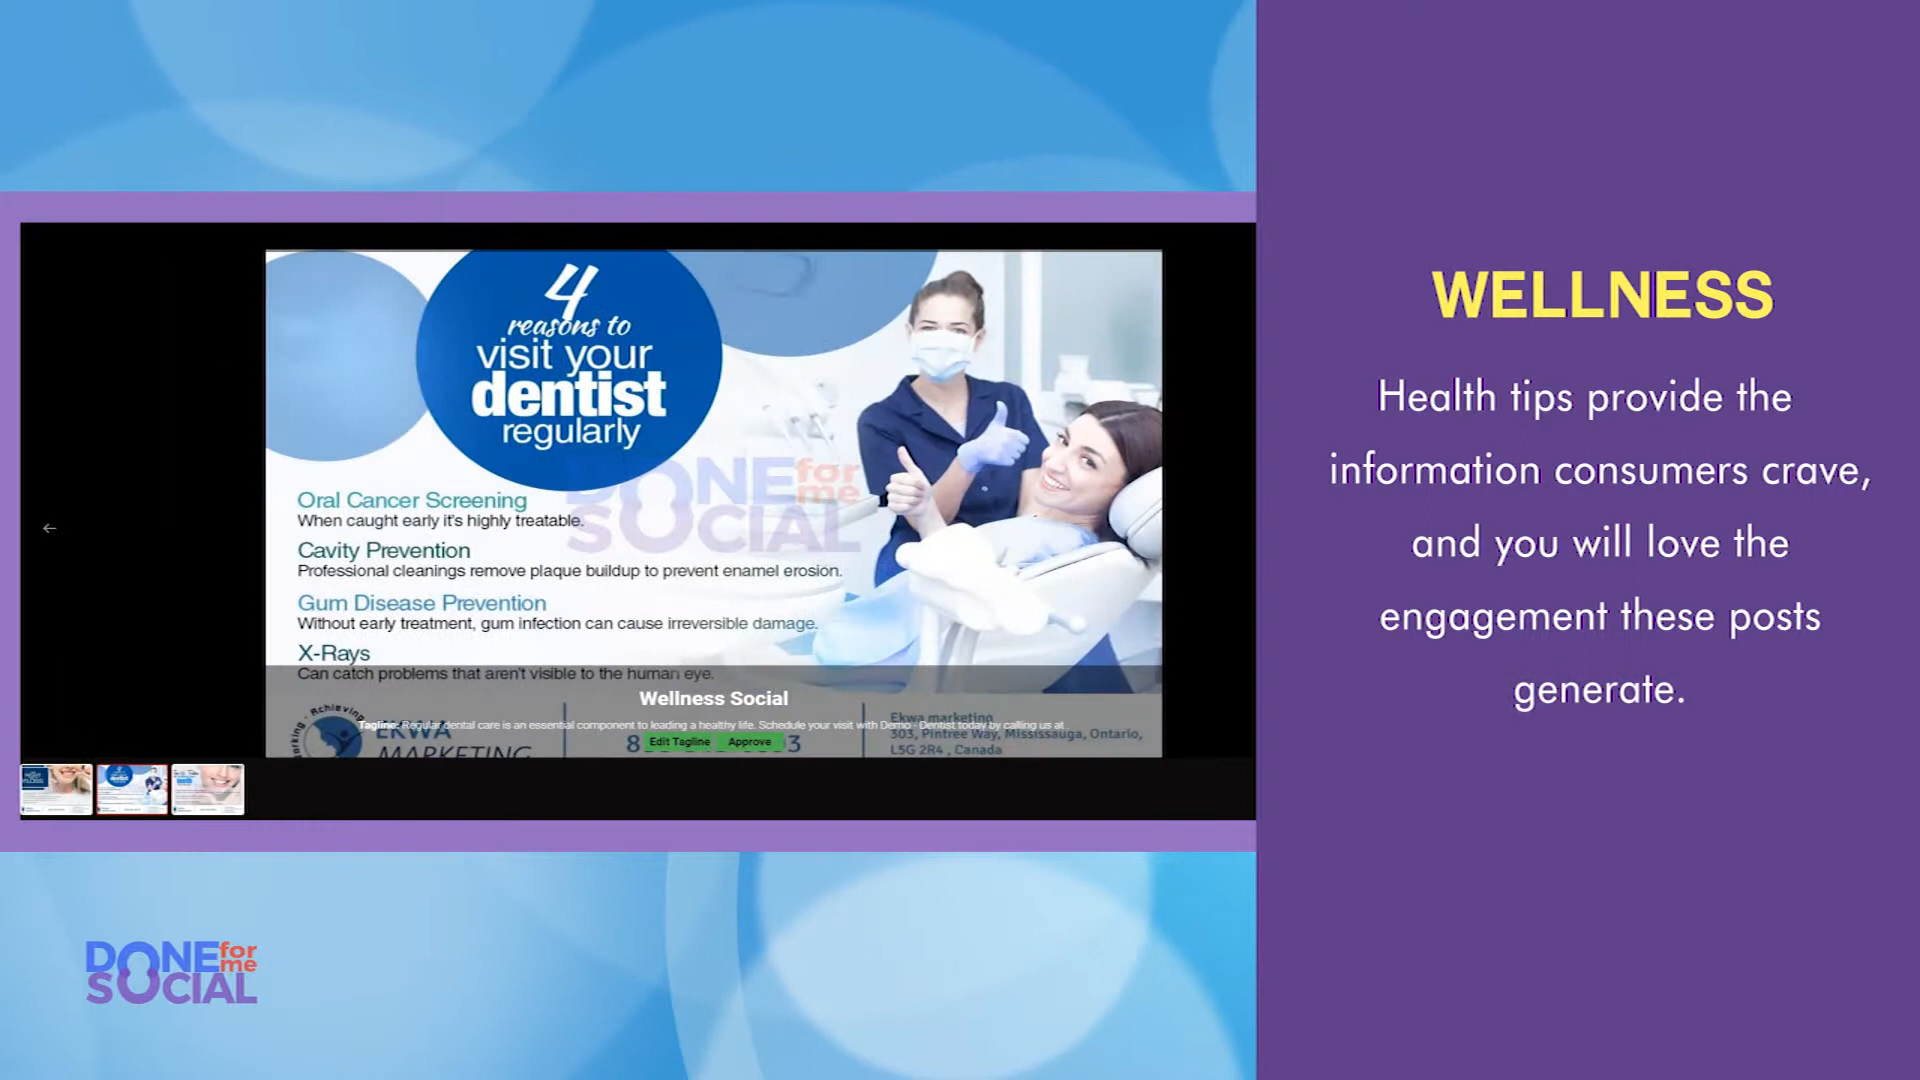 4
reasons to
visit your
dentist
regularly
DONE for me
SOCIAL
Oral Cancer Screening
When caught early it's highly treatable.
Cavity Prevention
Professional cleanings remove plaque buildup to prevent enamel erosion.
Gum Disease Prevention
Without early treatment, gum infection can cause irreversible damage.
X-Rays
Can catch problems that aren't visible to the human eye.
Wellness Social
Tagline: Regular dental care is an essential component to leading a healthy life. Schedule your visit with Demo - Dentist today by calling us at
Edit Tagline
Approve
Achieving
EKWA
MARKETING
Ekwa marketing
303, Pintree Way, Mississauga, Ontario,
L5G 2R4 , Canada
WELLNESS
Health tips provide the
information consumers crave,
and you will love the
engagement these posts
generate.
DONE for me
SOCIAL